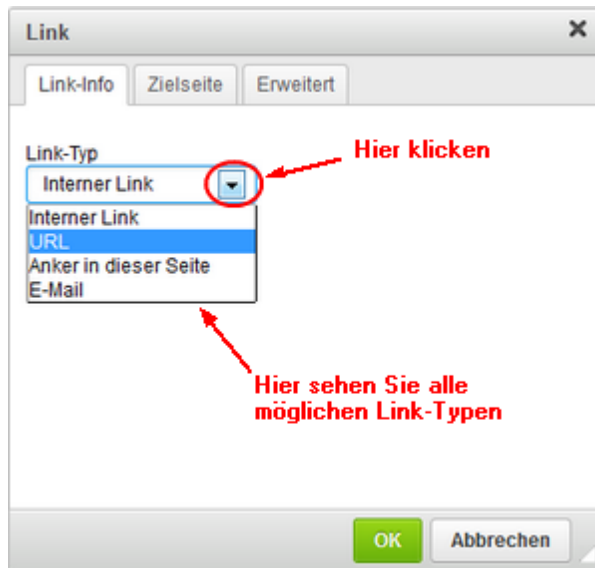 Link
Link-Info Zielseite Erweitert
Link-Typ
Hier klicken
Interner Link
Interner Link
URL
Anker in dieser Seite
E-Mail
Hier sehen Sie alle
möglichen Link-Typen
OK Abbrechen